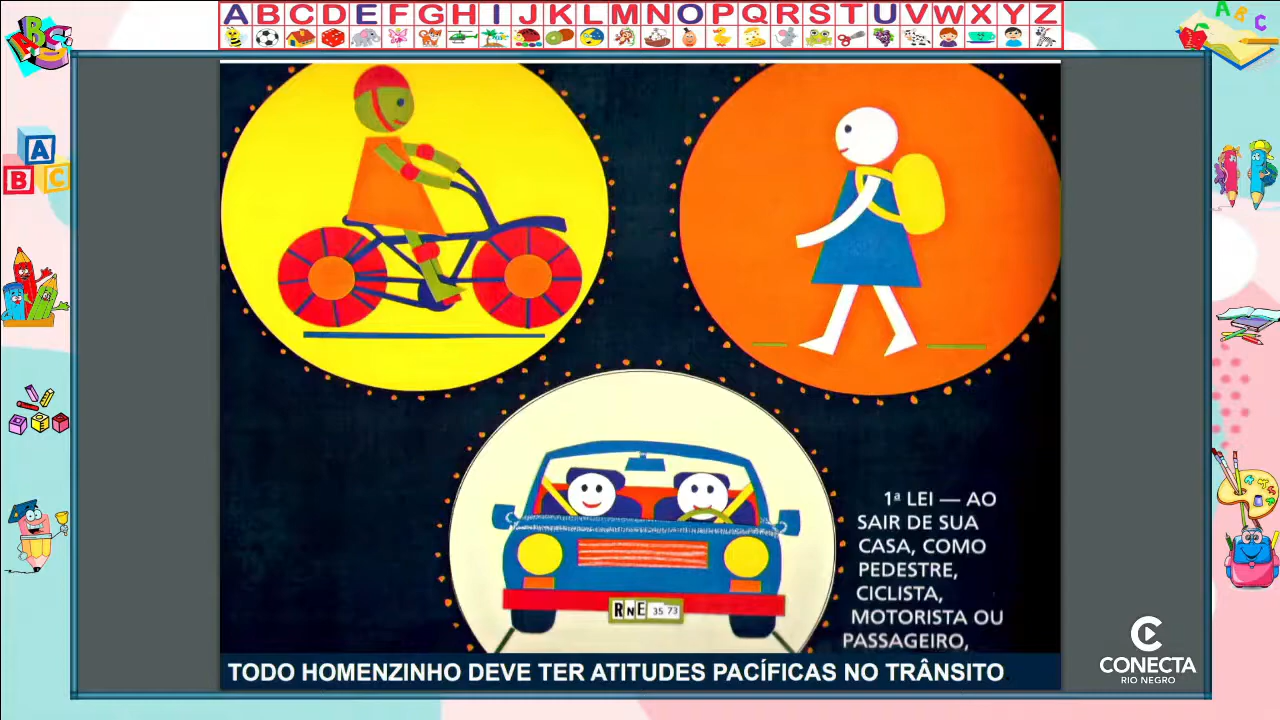 ABCDEFGHIJKLMNOPQRSTUVWXYZ
ABC
A
B C
A B C
RNE 35 73
1ª LEI — AO
SAIR DE SUA
CASA, COMO
PEDESTRE,
CICLISTA,
MOTORISTA OU
PASSAGEIRO,
TODO HOMENZINHO DEVE TER ATITUDES PACÍFICAS NO TRÂNSITO
CONECTA
RIO NEGRO